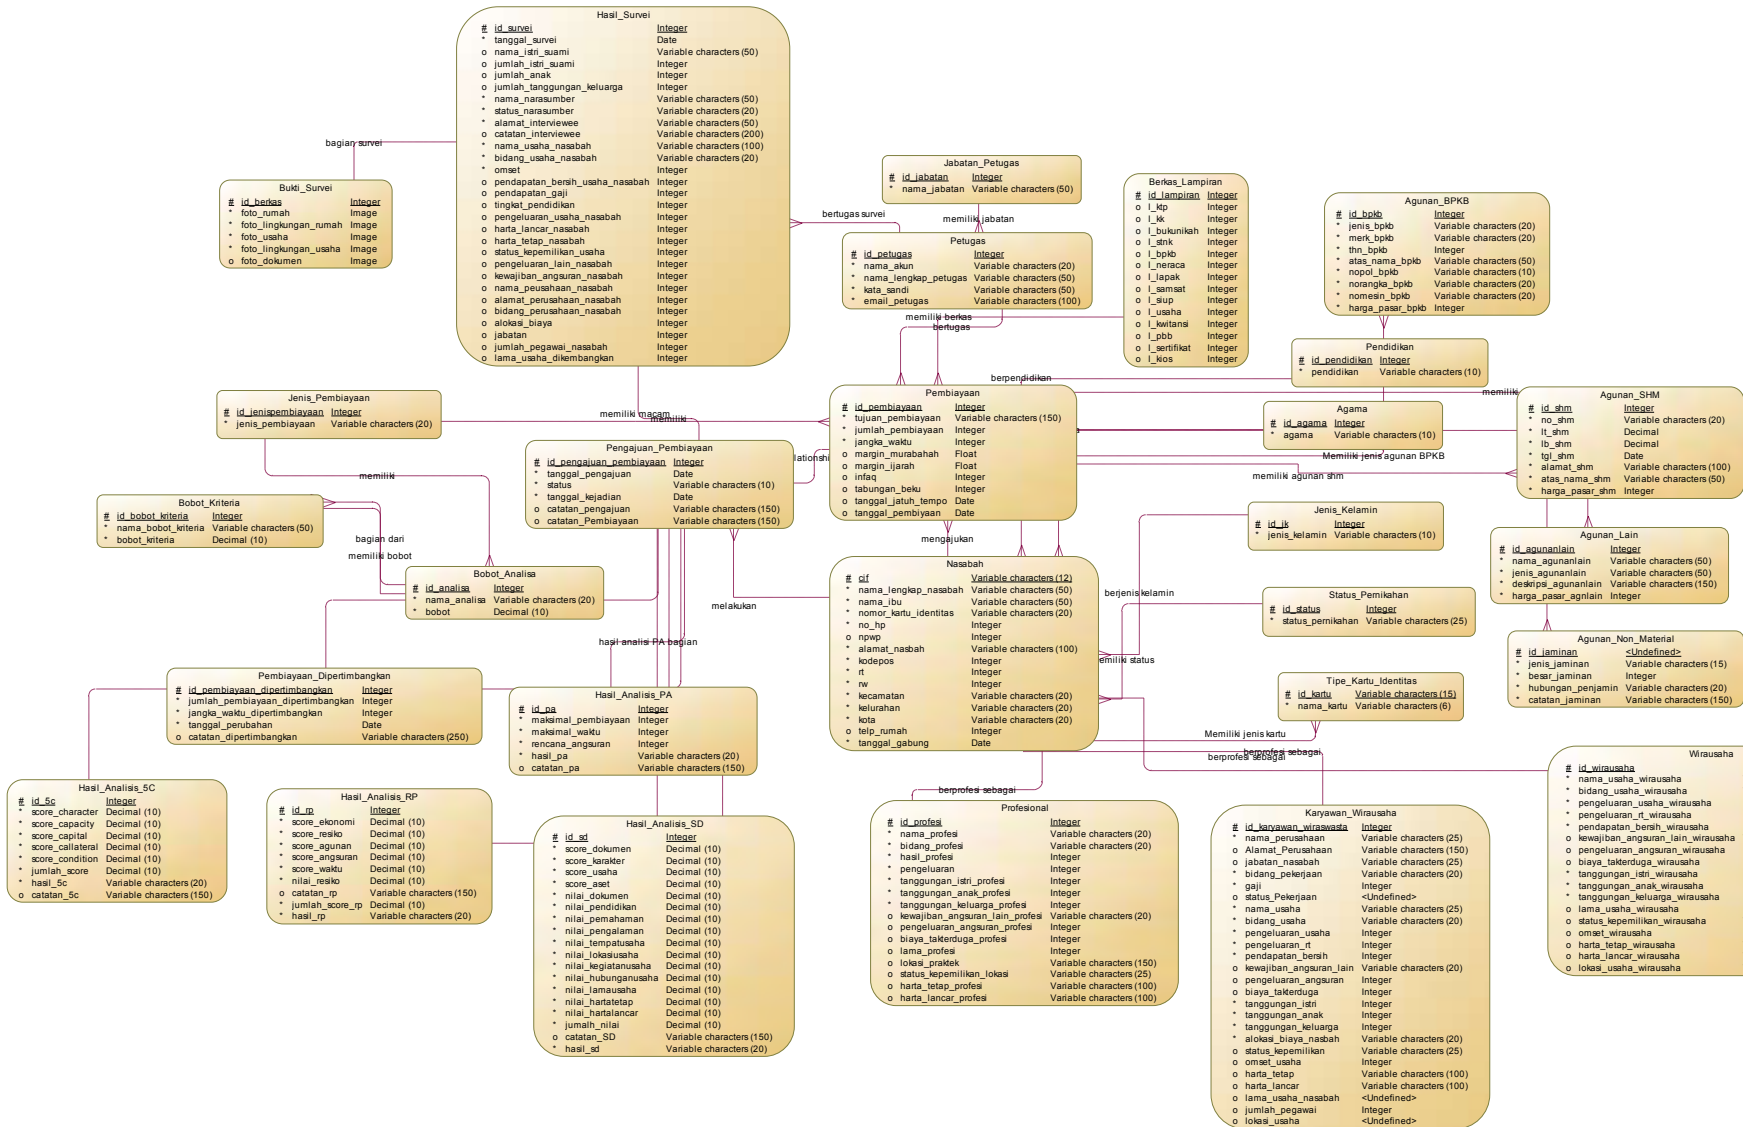 Hasil_Survei
# id_survei Integer
* tanggal_survei Date
o nama_istri_suami Variable characters (50)
o jumlah_istri_suami Integer
o jumlah_anak Integer
o jumlah_tanggungan_keluarga Integer
* nama_narasumber Variable characters (50)
* status_narasumber Variable characters (20)
* alamat_interviewee Variable characters (50)
o catatan_interviewee Variable characters (200)
* nama_usaha_nasabah Variable characters (100)
* bidang_usaha_nasabah Variable characters (20)
* omset Integer
o pendapatan_bersih_usaha_nasabah Integer
o pendapatan_gaji Integer
o tingkat_pendidikan Integer
o pengeluaran_usaha_nasabah Integer
o harta_lancar_nasabah Integer
o harta_tetap_nasabah Integer
o status_kepemilikan_usaha Integer
o pengeluaran_lain_nasabah Integer
o kewajiban_angsuran_nasabah Integer
o nama_peusahaan_nasabah Integer
o alamat_perusahaan_nasabah Integer
o bidang_perusahaan_nasabah Integer
o alokasi_biaya Integer
o jabatan Integer
o jumlah_pegawai_nasabah Integer
o lama_usaha_dikembangkan Integer
bagian survei
Bukti_Survei
# id_berkas Integer
* foto_rumah Image
* foto_lingkungan_rumah Image
* foto_usaha Image
* foto_lingkungan_usaha Image
o foto_dokumen Image
Jabatan_Petugas
# id_jabatan Integer
* nama_jabatan Variable characters (50)
bertugas survei
memiliki jabatan
Petugas
# id_petugas Integer
* nama_akun Variable characters (20)
* nama_lengkap_petugas Variable characters (50)
* kata_sandi Variable characters (50)
* email_petugas Variable characters (100)
Berkas_Lampiran
# id_lampiran Integer
o l_ktp Integer
o l_kk Integer
o l_bukunikah Integer
o l_stnk Integer
o l_bpkb Integer
o l_neraca Integer
o l_lapak Integer
o l_samsat Integer
o l_siup Integer
o l_usaha Integer
o l_kwitansi Integer
o l_pbb Integer
o l_sertifikat Integer
o l_kios Integer
Agunan_BPKB
# id_bpkb Integer
* jenis_bpkb Variable characters (20)
* merk_bpkb Variable characters (20)
* thn_bpkb Integer
* atas_nama_bpkb Variable characters (50)
* nopol_bpkb Variable characters (10)
* norangka_bpkb Variable characters (20)
* nomesin_bpkb Variable characters (20)
* harga_pasar_bpkb Integer
memiliki berkas
bertugas
Pendidikan
# id_pendidikan Integer
* pendidikan Variable characters (10)
berpendidikan
memiliki
Jenis_Pembiayaan
# id_jenispembiayaan Integer
* jenis_pembiayaan Variable characters (20)
memiliki macam
memiliki
Pembiayaan
# id_pembiayaan Integer
* tujuan_pembiayaan Variable characters (150)
* jumlah_pembiayaan Integer
* jangka_waktu Integer
o margin_murabahah Float
o margin_ijarah Float
o infaq Integer
o tabungan_beku Integer
o tanggal_jatuh_tempo Date
o tanggal_pembiyaan Date
Agama
# id_agama Integer
* agama Variable characters (10)
Agunan_SHM
# id_shm Integer
* no_shm Variable characters (20)
* lt_shm Decimal
* lb_shm Decimal
* tgl_shm Date
* alamat_shm Variable characters (100)
* atas_nama_shm Variable characters (50)
* harga_pasar_shm Integer
Pengajuan_Pembiayaan
# id_pengajuan_pembiayaan Integer
* tanggal_pengajuan Date
* status Variable characters (10)
* tanggal_kejadian Date
o catatan_pengajuan Variable characters (150)
o catatan_Pembiayaan Variable characters (150)
lationshi
Memiliki jenis agunan BPKB
memiliki agunan shm
memiliki
Bobot_Kriteria
# id_bobot_kriteria Integer
* nama_bobot_kriteria Variable characters (50)
* bobot_kriteria Decimal (10)
bagian dari
memiliki bobot
Bobot_Analisa
# id_analisa Integer
* nama_analisa Variable characters (20)
* bobot Decimal (10)
mengajukan
melakukan
Nasabah
# cif Variable characters (12)
* nama_lengkap_nasabah Variable characters (50)
* nama_ibu Variable characters (50)
* nomor_kartu_identitas Variable characters (20)
* no_hp Integer
o npwp Integer
* alamat_nasbah Variable characters (100)
* kodepos Integer
* rt Integer
* rw Integer
* kecamatan Variable characters (20)
* kelurahan Variable characters (20)
* kota Variable characters (20)
o telp_rumah Integer
* tanggal_gabung Date
Jenis_Kelamin
# id_jk Integer
* jenis_kelamin Variable characters (10)
berjenis kelamin
Status_Pernikahan
# id_status Integer
* status_pernikahan Variable characters (25)
emiliki status
Agunan_Lain
# id_agunanlain Integer
* nama_agunanlain Variable characters (50)
* jenis_agunanlain Variable characters (50)
* deskripsi_agunanlain Variable characters (150)
* harga_pasar_agnlain Integer
Agunan_Non_Material
# id_jaminan <Undefined>
* jenis_jaminan Variable characters (15)
* besar_jaminan Integer
* hubungan_penjamin Variable characters (20)
* catatan_jaminan Variable characters (150)
Tipe_Kartu_Identitas
# id_kartu Variable characters (15)
* nama_kartu Variable characters (6)
Memiliki jenis kartu
hasil analisi PA bagian
Pembiayaan_Dipertimbangkan
# id_pembiayaan_dipertimbangkan Integer
* jumlah_pembiayaan_dipertimbangkan Integer
* jangka_waktu_dipertimbangkan Integer
* tanggal_perubahan Date
o catatan_dipertimbangkan Variable characters (250)
Hasil_Analisis_PA
# id_pa Integer
* maksimal_pembiayaan Integer
* maksimal_waktu Integer
* rencana_angsuran Integer
* hasil_pa Variable characters (20)
o catatan_pa Variable characters (150)
Hasil_Analisis_5C
# id_5c Integer
* score_character Decimal (10)
* score_capacity Decimal (10)
* score_capital Decimal (10)
* score_callateral Decimal (10)
* score_condition Decimal (10)
* jumlah_score Decimal (10)
* hasil_5c Variable characters (20)
o catatan_5c Variable characters (150)
Hasil_Analisis_RP
# id_rp Integer
* score_ekonomi Decimal (10)
* score_resiko Decimal (10)
* score_agunan Decimal (10)
* score_angsuran Decimal (10)
* score_waktu Decimal (10)
* nilai_resiko Decimal (10)
o catatan_rp Variable characters (150)
* jumlah_score_rp Decimal (10)
* hasil_rp Variable characters (20)
Hasil_Analisis_SD
# id_sd Integer
* score_dokumen Decimal (10)
* score_karakter Decimal (10)
* score_usaha Decimal (10)
* score_aset Decimal (10)
* nilai_dokumen Decimal (10)
* nilai_pendidikan Decimal (10)
* nilai_pemahaman Decimal (10)
* nilai_pengalaman Decimal (10)
* nilai_tempatusaha Decimal (10)
* nilai_lokasiusaha Decimal (10)
* nilai_kegiatanusaha Decimal (10)
* nilai_hubunganusaha Decimal (10)
* nilai_lamausaha Decimal (10)
* nilai_hartatetap Decimal (10)
* nilai_hartalancar Decimal (10)
* jumalh_nilai Decimal (10)
o catatan_SD Variable characters (150)
* hasil_sd Variable characters (20)
berprofesi sebagai
berprofesi sebagai
berprofesi sebagai
Profesional
# id_profesi Integer
* nama_profesi Variable characters (20)
* bidang_profesi Variable characters (20)
* hasil_profesi Integer
* pengeluaran Integer
* tanggungan_istri_profesi Integer
* tanggungan_anak_profesi Integer
* tanggungan_keluarga_profesi Integer
o kewajiban_angsuran_lain_profesi Variable characters (20)
o pengeluaran_angsuran_profesi Integer
o biaya_takterduga_profesi Integer
o lama_profesi Integer
o lokasi_praktek Variable characters (150)
o status_kepemilikan_lokasi Variable characters (25)
o harta_tetap_profesi Variable characters (100)
o harta_lancar_profesi Variable characters (100)
Karyawan_Wirausaha
# id_karyawan_wiraswasta Integer
* nama_perusahaan Variable characters (25)
o Alamat_Perusahaan Variable characters (150)
o jabatan_nasabah Variable characters (25)
* bidang_pekerjaan Variable characters (20)
* gaji Integer
o status_Pekerjaan <Undefined>
* nama_usaha Variable characters (25)
* bidang_usaha Variable characters (20)
* pengeluaran_usaha Integer
* pengeluaran_rt Integer
* pendapatan_bersih Integer
o kewajiban_angsuran_lain Variable characters (20)
o pengeluaran_angsuran Integer
o biaya_takterduga Integer
* tanggungan_istri Integer
* tanggungan_anak Integer
* tanggungan_keluarga Integer
* alokasi_biaya_nasbah Variable characters (20)
o status_kepemilikan Variable characters (25)
o omset_usaha Integer
o harta_tetap Variable characters (100)
o harta_lancar Variable characters (100)
o lama_usaha_nasabah <Undefined>
o jumlah_pegawai Integer
o lokasi_usaha <Undefined>
Wirausaha
# id_wirausaha
* nama_usaha_wirausaha
* bidang_usaha_wirausaha
* pengeluaran_usaha_wirausaha
* pengeluaran_rt_wirausaha
* pendapatan_bersih_wirausaha
o kewajiban_angsuran_lain_wirausaha
o pengeluaran_angsuran_wirausaha
o biaya_takterduga_wirausaha
* tanggungan_istri_wirausaha
* tanggungan_anak_wirausaha
* tanggungan_keluarga_wirausaha
o lama_usaha_wirausaha
o status_kepemilikan_wirausaha
o omset_wirausaha
o harta_tetap_wirausaha
o harta_lancar_wirausaha
o lokasi_usaha_wirausaha